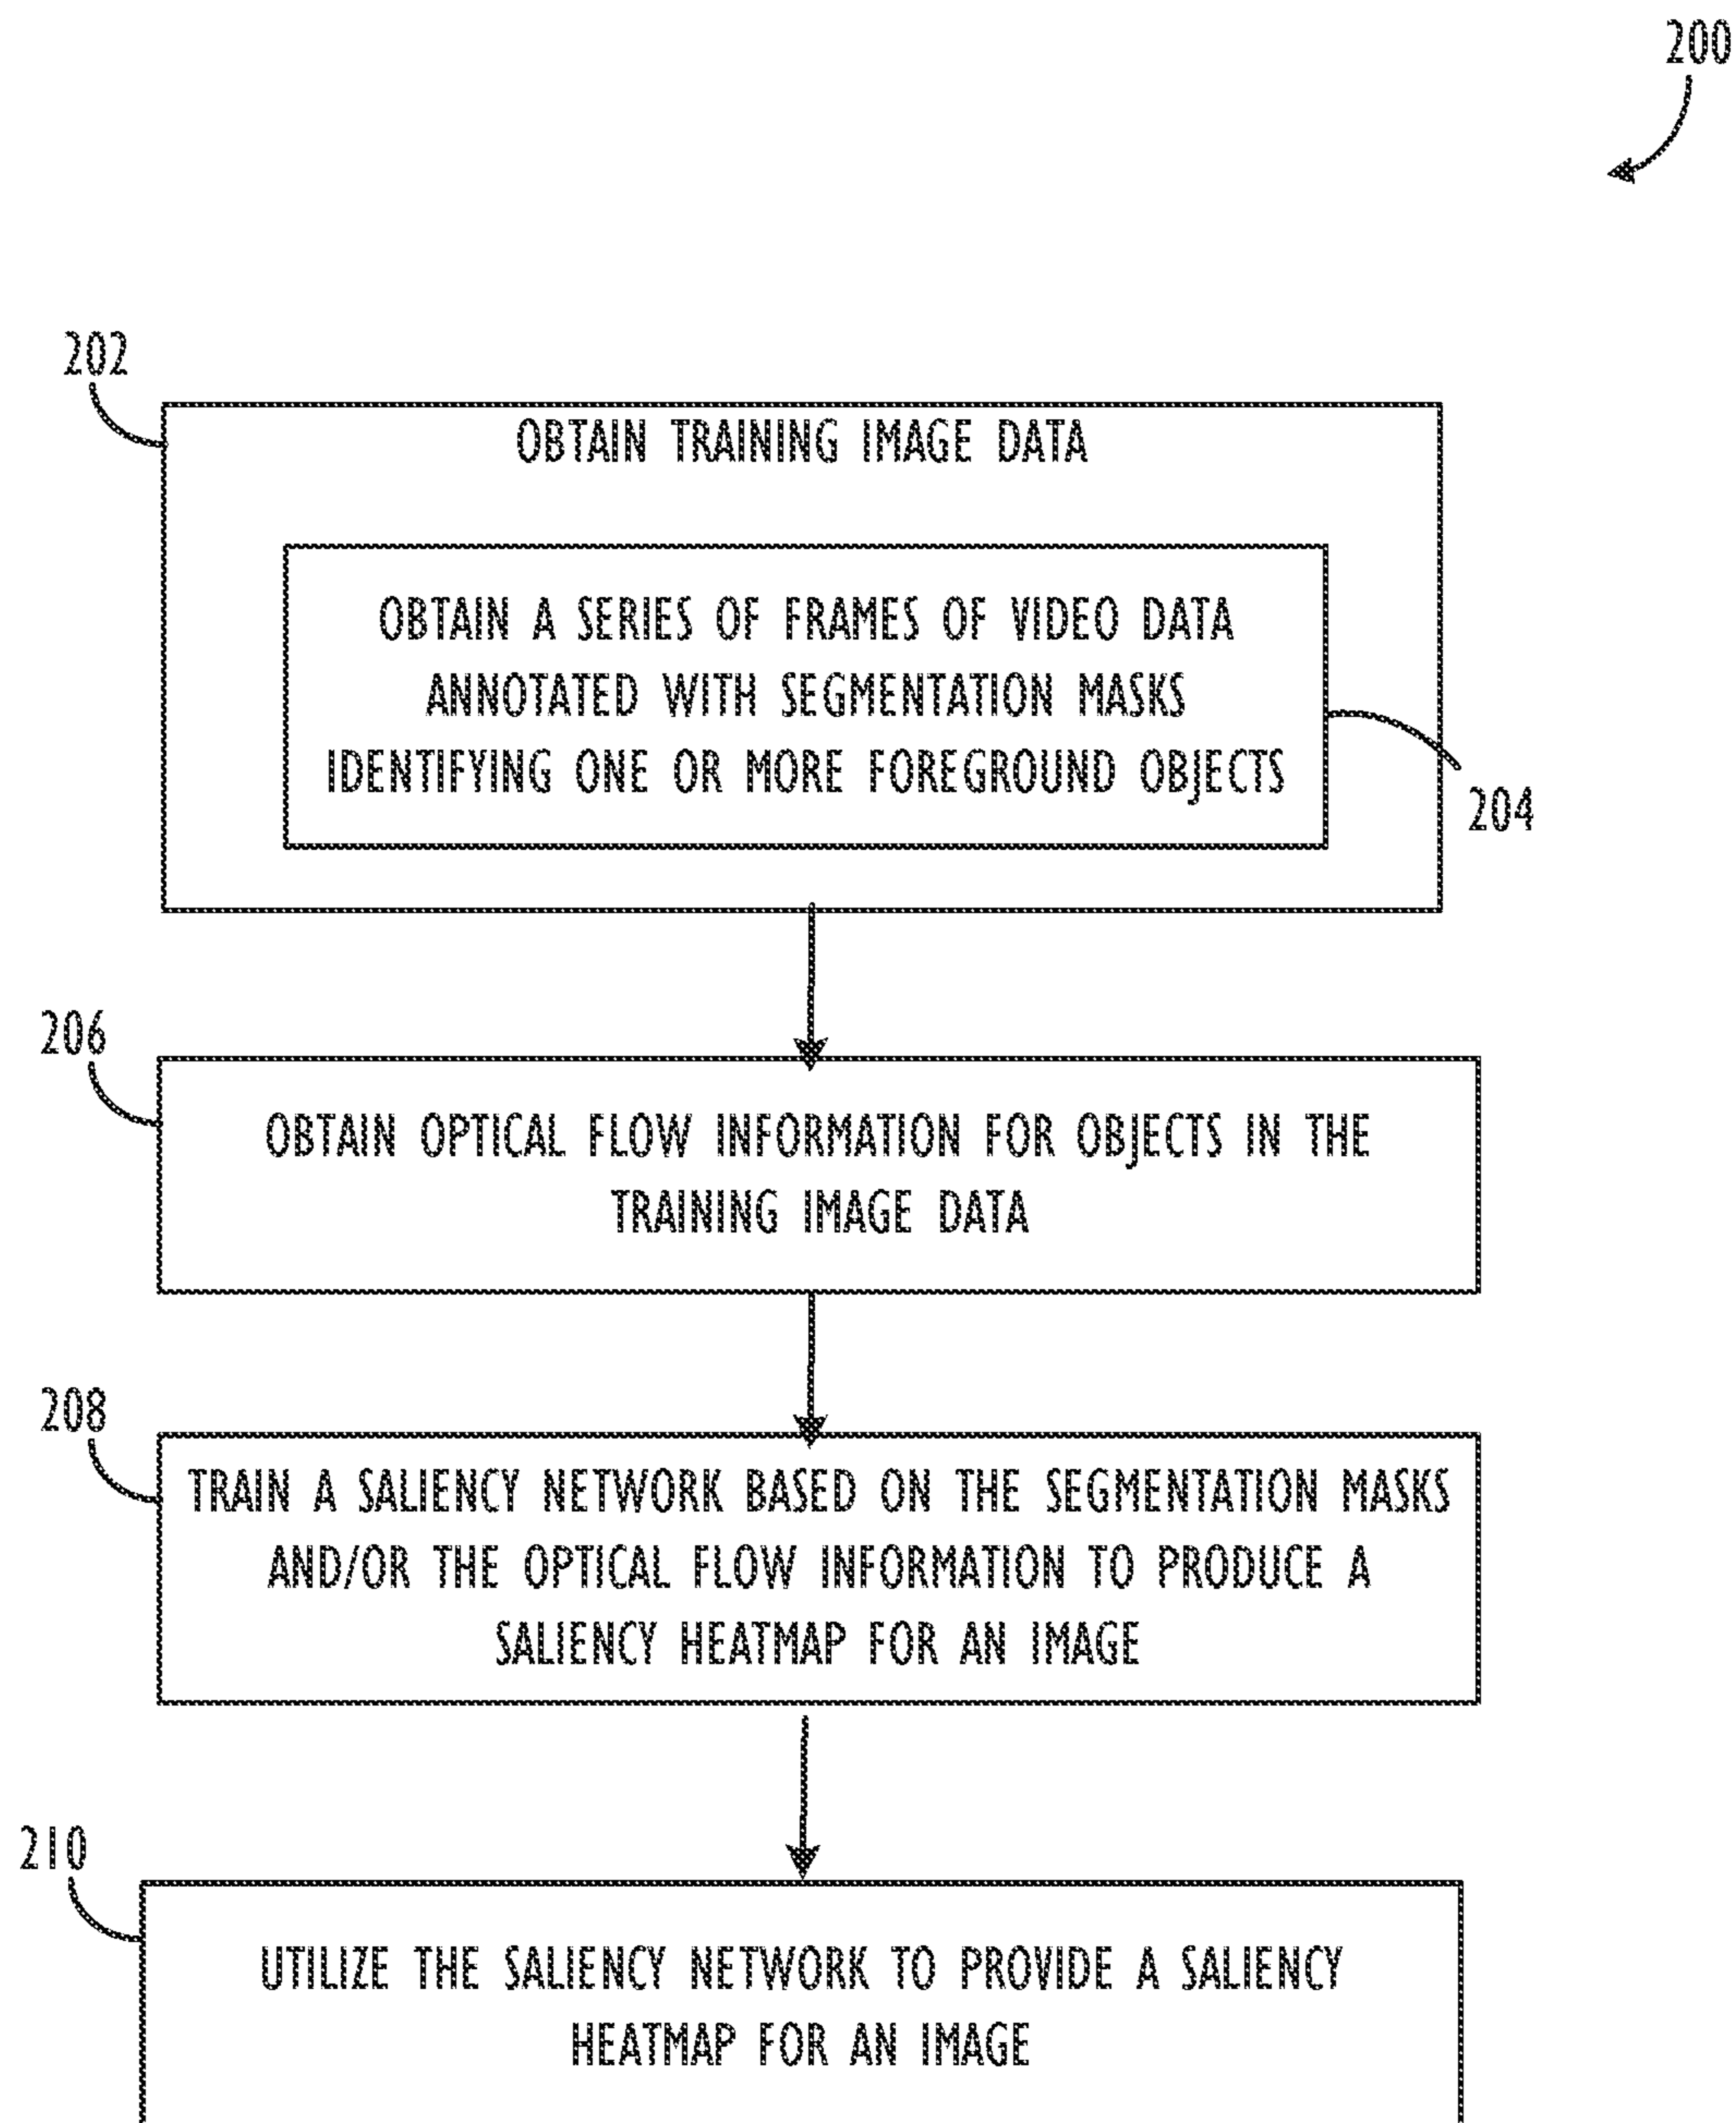 200
202
OBTAIN TRAINING IMAGE DATA
OBTAIN A SERIES OF FRAMES OF VIDEO DATA
ANNOTATED WITH SEGMENTATION MASKS
IDENTIFYING ONE OR MORE FOREGROUND OBJECTS
204
206
OBTAIN OPTICAL FLOW INFORMATION FOR OBJECTS IN THE
TRAINING IMAGE DATA
208
TRAIN A SALIENCY NETWORK BASED ON THE SEGMENTATION MASKS
AND/OR THE OPTICAL FLOW INFORMATION TO PRODUCE A
SALIENCY HEATMAP FOR AN IMAGE
210
UTILIZE THE SALIENCY NETWORK TO PROVIDE A SALIENCY
HEATMAP FOR AN IMAGE